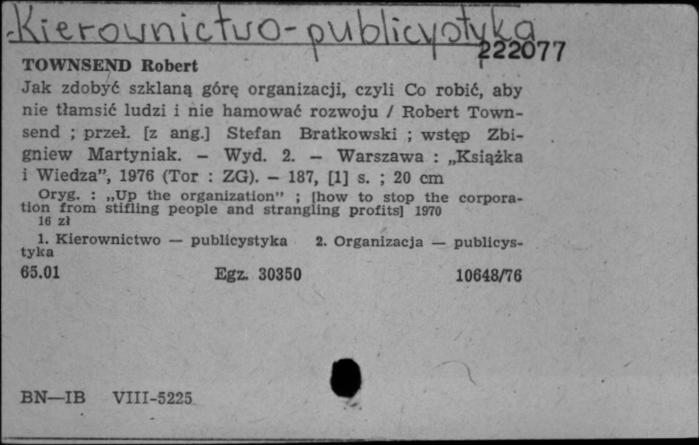 Kierownictwo-publicystyka
222077
TOWNSEND Robert
Jak zdobyć szklaną górę organizacji, czyli Co robić, aby
nie tłamsić ludzi i nie hamować rozwoju / Robert Town-
send ; przeł. [z ang.] Stefan Bratkowski ; wstęp Zbi-
gniew Martyniak. — Wyd. 2. — Warszawa : „Książka
i Wiedza”, 1976 (Tor : ZG). — 187, [1] s. ; 20 cm
Oryg. : „Up the organization” ; [how to stop the corpora-
tion from stifling people and strangling profits] 1970
16 zł
1. Kierownictwo — publicystyka 2. Organizacja — publicys-
tyka
65.01 Egz. 30350 10648/76
BN—IB VIII-5225